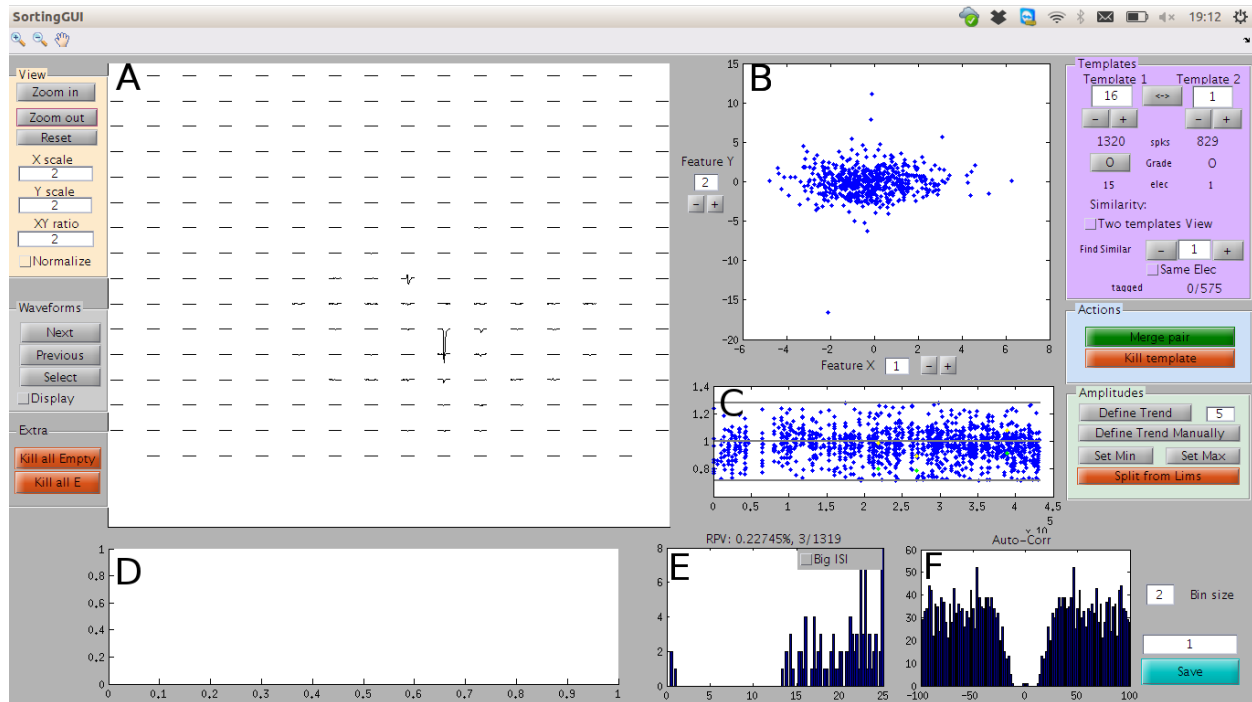 SortingGUI
19:12
View
Zoom in
Zoom out
Reset
X scale
2
Y scale
2
XY ratio
2
Normalize
Waveforms
Next
Previous
Select
Display
Extra
Kill all Empty
Kill all E
A
B
15
10
5
0
−5
−10
−15
−20
−6 −4 −2 0 2 4 6 8
Feature Y
2
- +
Feature X 1 - +
C
1.4
1.2
1
0.8
0 0.5 1 1.5 2 2.5 3 3.5 4 4.5
x 10
5
Templates
Template 1 Template 2
16 <-> 1
- + - +
1320 spks 829
O Grade O
15 elec 1
Similarity:
Two templates View
Find Similar - 1 +
Same Elec
tagged 0/575
Actions
Merge pair
Kill template
Amplitudes
Define Trend 5
Define Trend Manually
Set Min Set Max
Split from Lims
D
1
0.8
0.6
0.4
0.2
0
0 0.1 0.2 0.3 0.4 0.5 0.6 0.7 0.8 0.9 1
RPV: 0.22745%, 3/1319
E
Big ISI
8
6
4
2
0
0 5 10 15 20 25
Auto-Corr
F
60
50
40
30
20
10
0
−100 −50 0 50 100
2 Bin size
1
Save